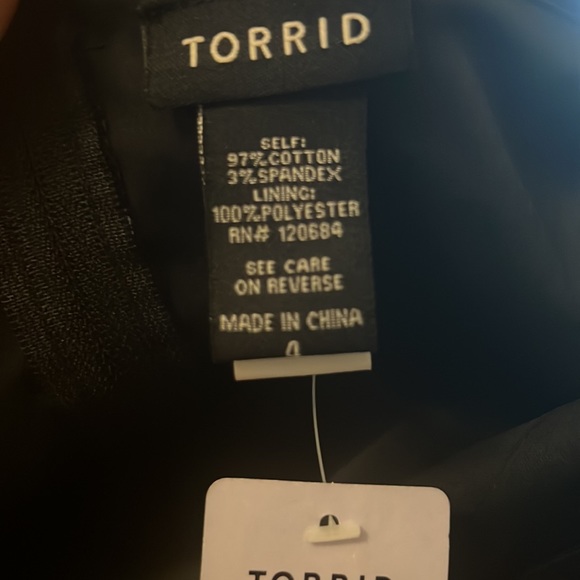 TORRID
SELF:
97%COTTON
3%SPANDEX
LINING:
100%POLYESTER
RN# 120684
SEE CARE
ON REVERSE
MADE IN CHINA
TORRID